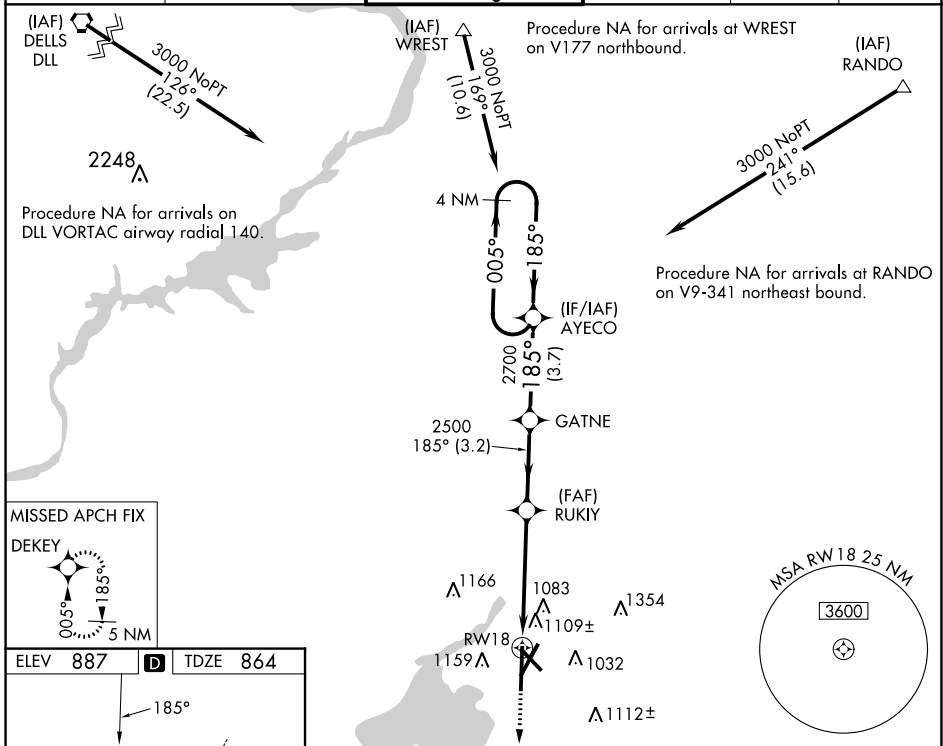 (IAF)
DELLS
DLL
3000 NoPT
126°
(22.5)
(IAF)
WREST
3000 NoPT
169°
(10.6)
Procedure NA for arrivals at WREST
on V177 northbound.
(IAF)
RANDO
3000 NoPT
241°
(15.6)
2248
Procedure NA for arrivals on
DLL VORTAC airway radial 140.
4 NM
005°
185°
Procedure NA for arrivals at RANDO
on V9-341 northeast bound.
(IF/IAF)
AYECO
2700
185°
(3.7)
GATNE
2500
185° (3.2)
(FAF)
RUKIY
MISSED APCH FIX
DEKEY
005°
185°
5 NM
1166
1083
1354
1109±
RW18
1159
1032
1112±
MSA RW18 25 NM
3600
ELEV 887 D TDZE 864
185°